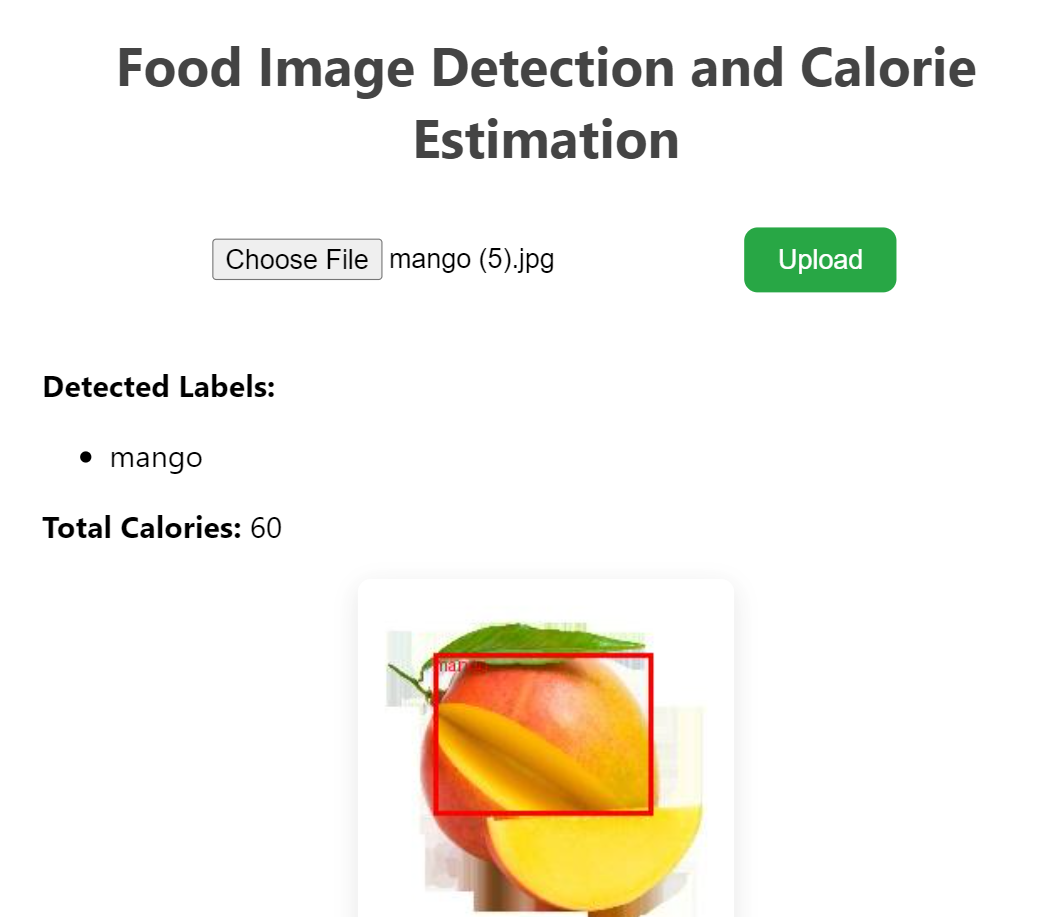 Food Image Detection and Calorie
Estimation
Choose File mango (5).jpg Upload
Detected Labels:
• mango
Total Calories: 60